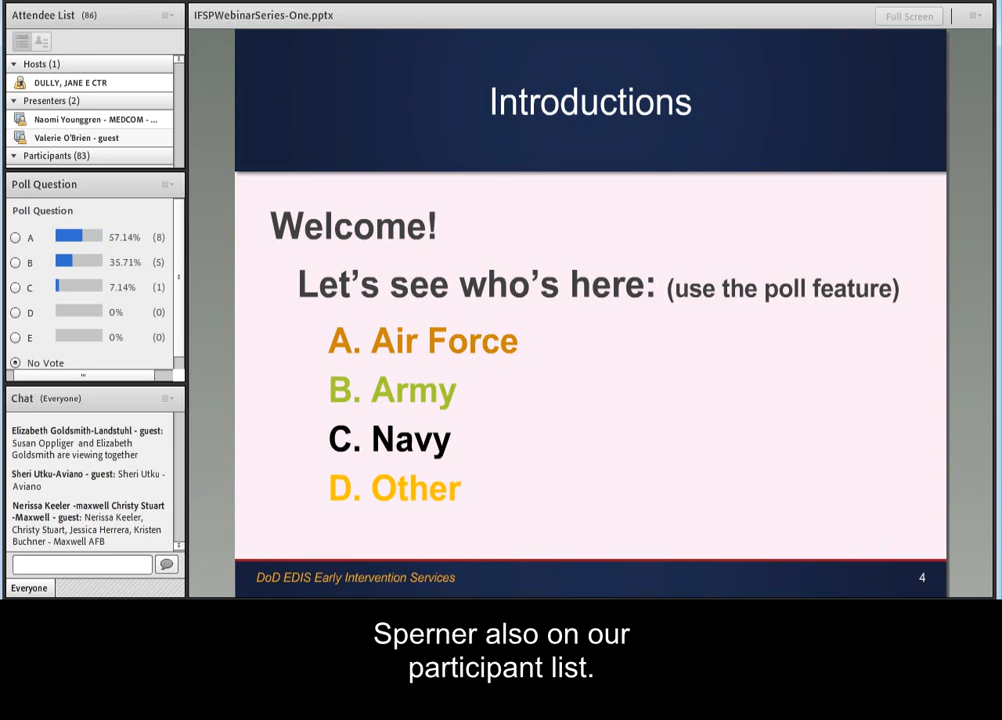 Attendee List (86)
Hosts (1)
DULLY, JANE E CTR
Presenters (2)
Naomi Younggren - MEDCOM - ...
Valerie O'Brien - guest
Participants (83)
Poll Question
Poll Question
A 57.14% (8)
B 35.71% (5)
C 7.14% (1)
D 0% (0)
E 0% (0)
No Vote
Chat (Everyone)
Elizabeth Goldsmith-Landstuhl - guest:
Susan Oppliger and Elizabeth
Goldsmith are viewing together
Sheri Utku-Aviano - guest: Sheri Utku -
Aviano
Nerissa Keeler -maxwell Christy Stuart
-Maxwell - guest: Nerissa Keeler,
Christy Stuart, Jessica Herrera, Kristen
Buchner - Maxwell AFB
Everyone
IFSPWebinarSeries-One.pptx
Full Screen
Introductions
Welcome!
Let's see who's here: (use the poll feature)
A. Air Force
B. Army
C. Navy
D. Other
DoD EDIS Early Intervention Services
4
Sperner also on our
participant list.